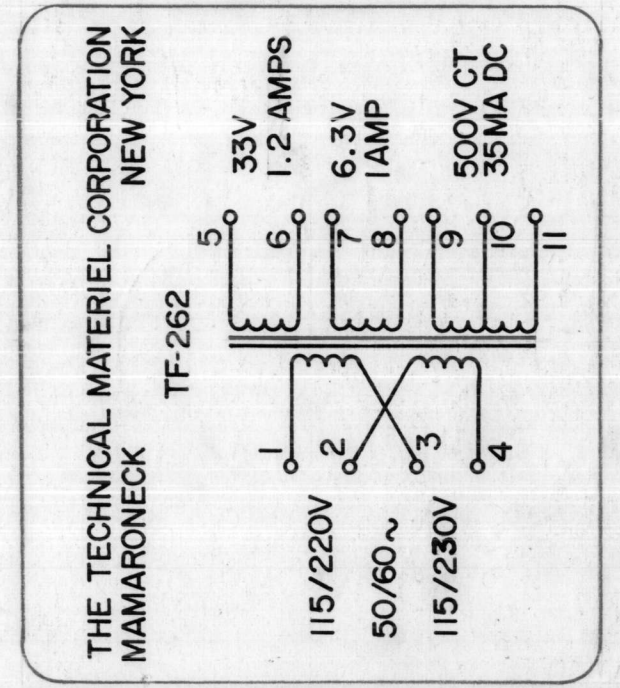 THE TECHNICAL MATERIEL CORPORATION
MAMARONECK NEW YORK
TF-262
115/220V
50/60~
115/230V
1
2
3
4
5
6
7
8
9
10
11
33V
1.2 AMPS
6.3V
1 AMP
500V CT
35MA DC